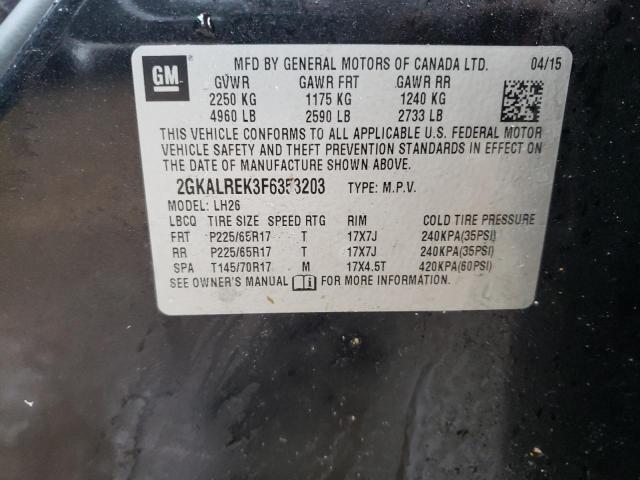 GM
MFD BY GENERAL MOTORS OF CANADA LTD. 04/15
GVWR GAWR FRT GAWR RR
2250 KG 1175 KG 1240 KG
4960 LB 2590 LB 2733 LB
THIS VEHICLE CONFORMS TO ALL APPLICABLE U.S. FEDERAL MOTOR
VEHICLE SAFETY AND THEFT PREVENTION STANDARDS IN EFFECT ON
THE DATE OF MANUFACTURE SHOWN ABOVE.
2GKALREK3F6353203 TYPE: M.P.V.
MODEL: LH26
LBCQ TIRE SIZE SPEED RTG RIM COLD TIRE PRESSURE
FRT P225/65R17 T 17X7J 240KPA(35PSI)
RR P225/65R17 T 17X7J 240KPA(35PSI)
SPA T145/70R17 M 17X4.5T 420KPA(60PSI)
SEE OWNER'S MANUAL FOR MORE INFORMATION.